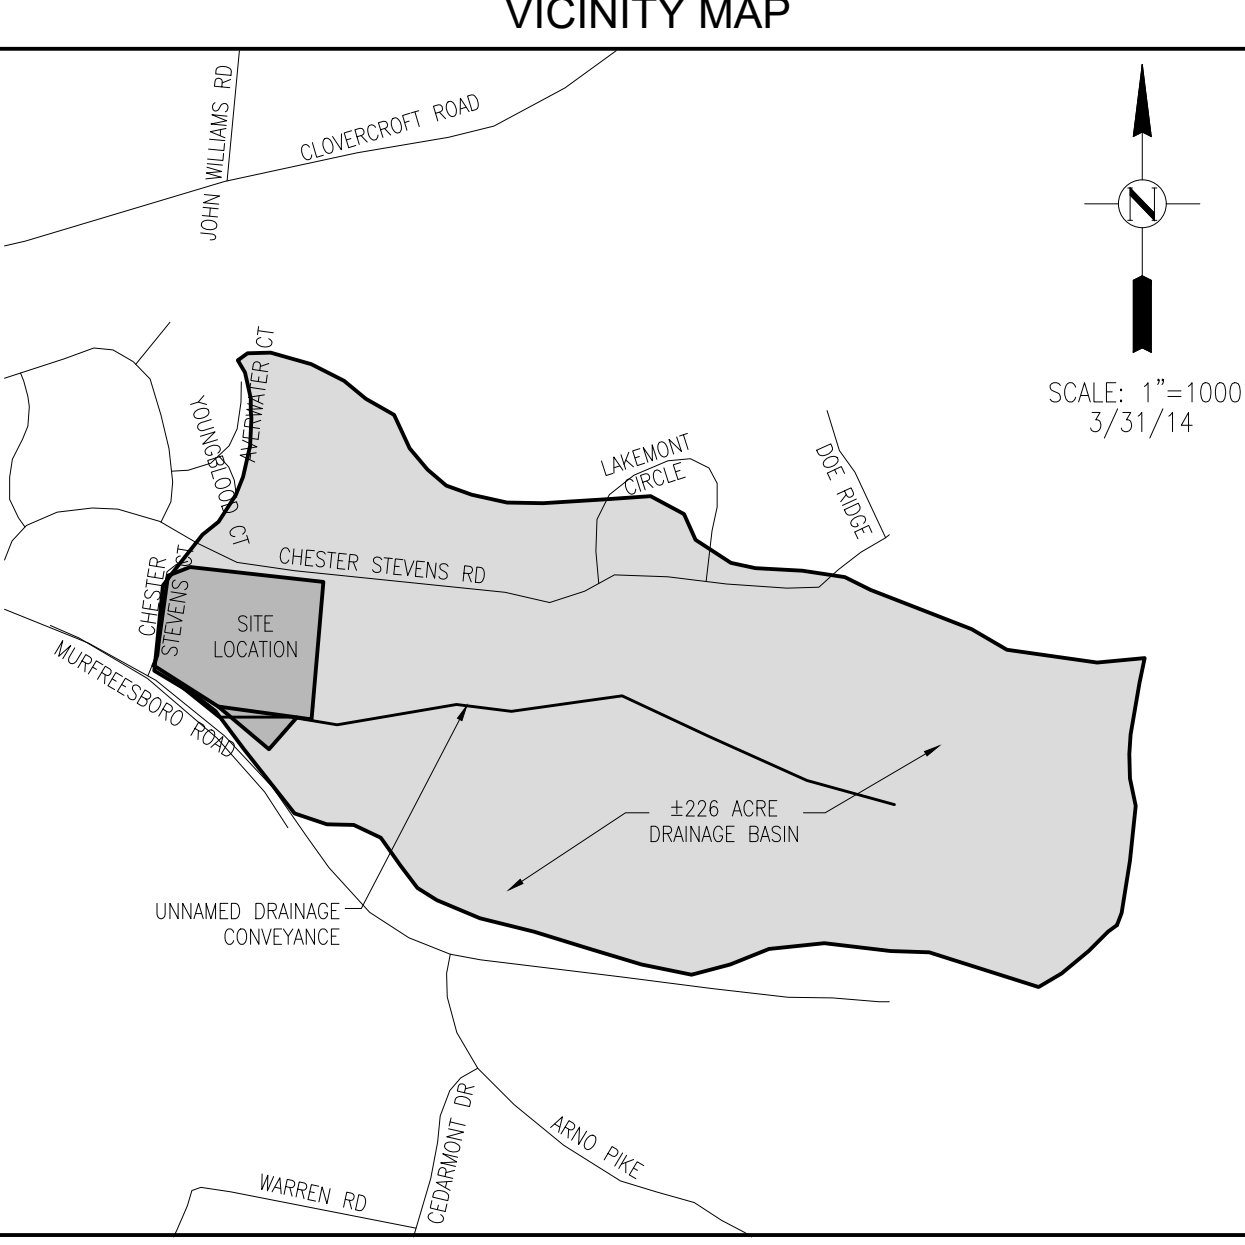 VICINITY MAP
JOHN WILLIAMS RD
CLOVERCROFT ROAD
N
SCALE: 1"=1000
3/31/14
AVERWATER CT
YOUNGBLOOD CT
LAKEMONT
CIRCLE
DOE RIDGE
CHESTER STEVENS RD
CHESTER
STEVENS CT
SITE
LOCATION
MURFREESBORO ROAD
±226 ACRE
DRAINAGE BASIN
UNNAMED DRAINAGE
CONVEYANCE
CEDARMONT DR
ARNO PIKE
WARREN RD